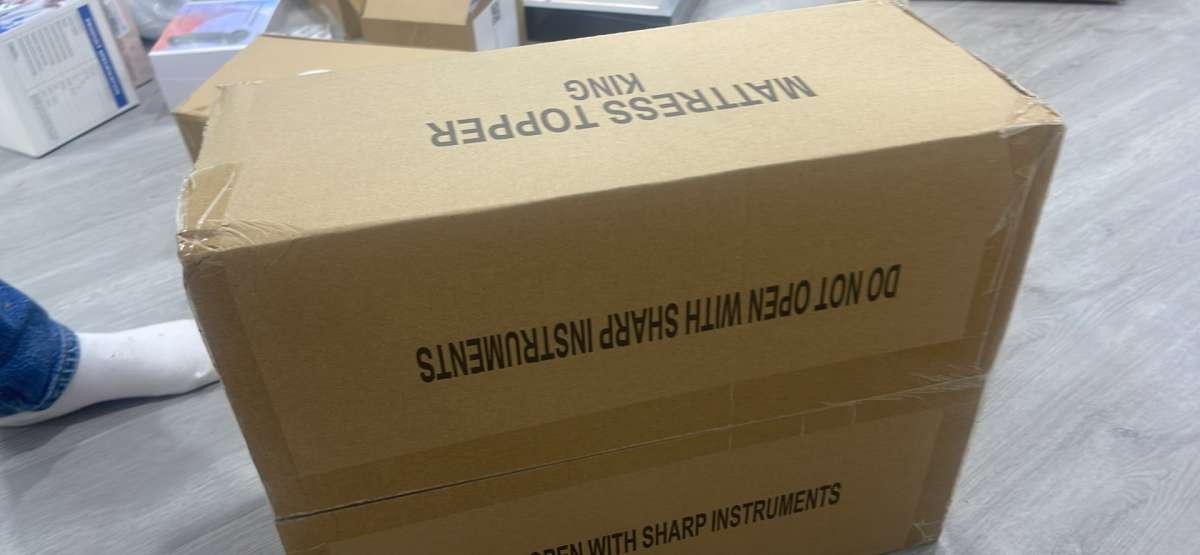 MATTRESS TOPPER
KING
DO NOT OPEN WITH SHARP INSTRUMENTS
OPEN WITH SHARP INSTRUMENTS